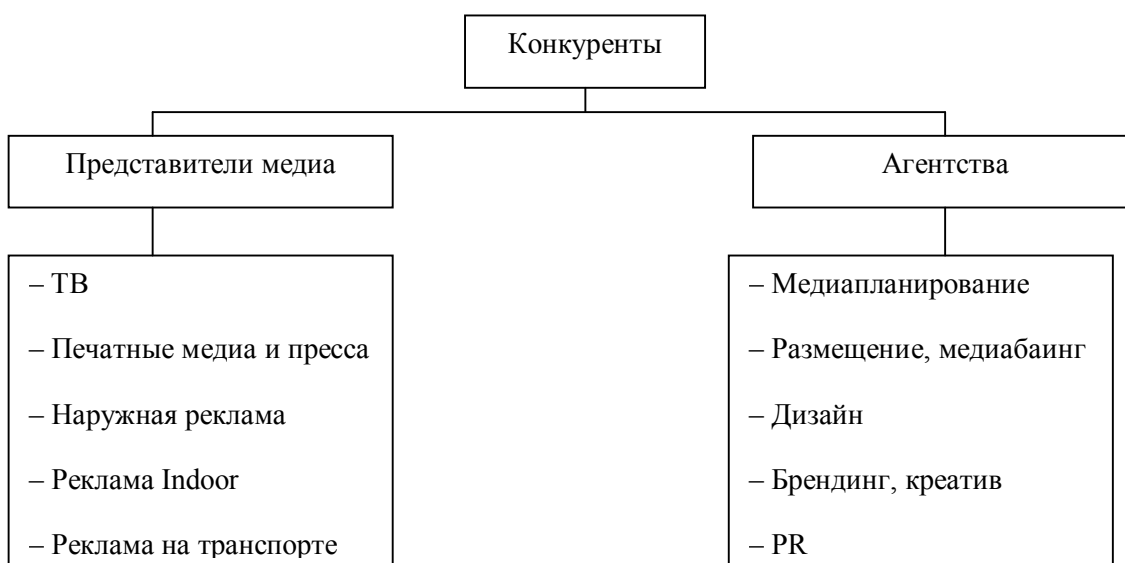 Конкуренты
Представители медиа
Агентства
– ТВ
– Печатные медиа и пресса
– Наружная реклама
– Реклама Indoor
– Реклама на транспорте
– Медиапланирование
– Размещение, медиабаинг
– Дизайн
– Брендинг, креатив
– PR